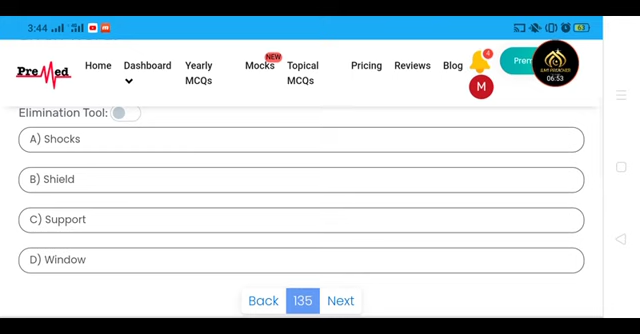 3:44
63
PreMed
Home
Dashboard
Yearly MCQs
Mocks
NEW
Topical MCQs
Pricing
Reviews
Blog
4
M
06:53
Elimination Tool:
A) Shocks
B) Shield
C) Support
D) Window
Back 135 Next